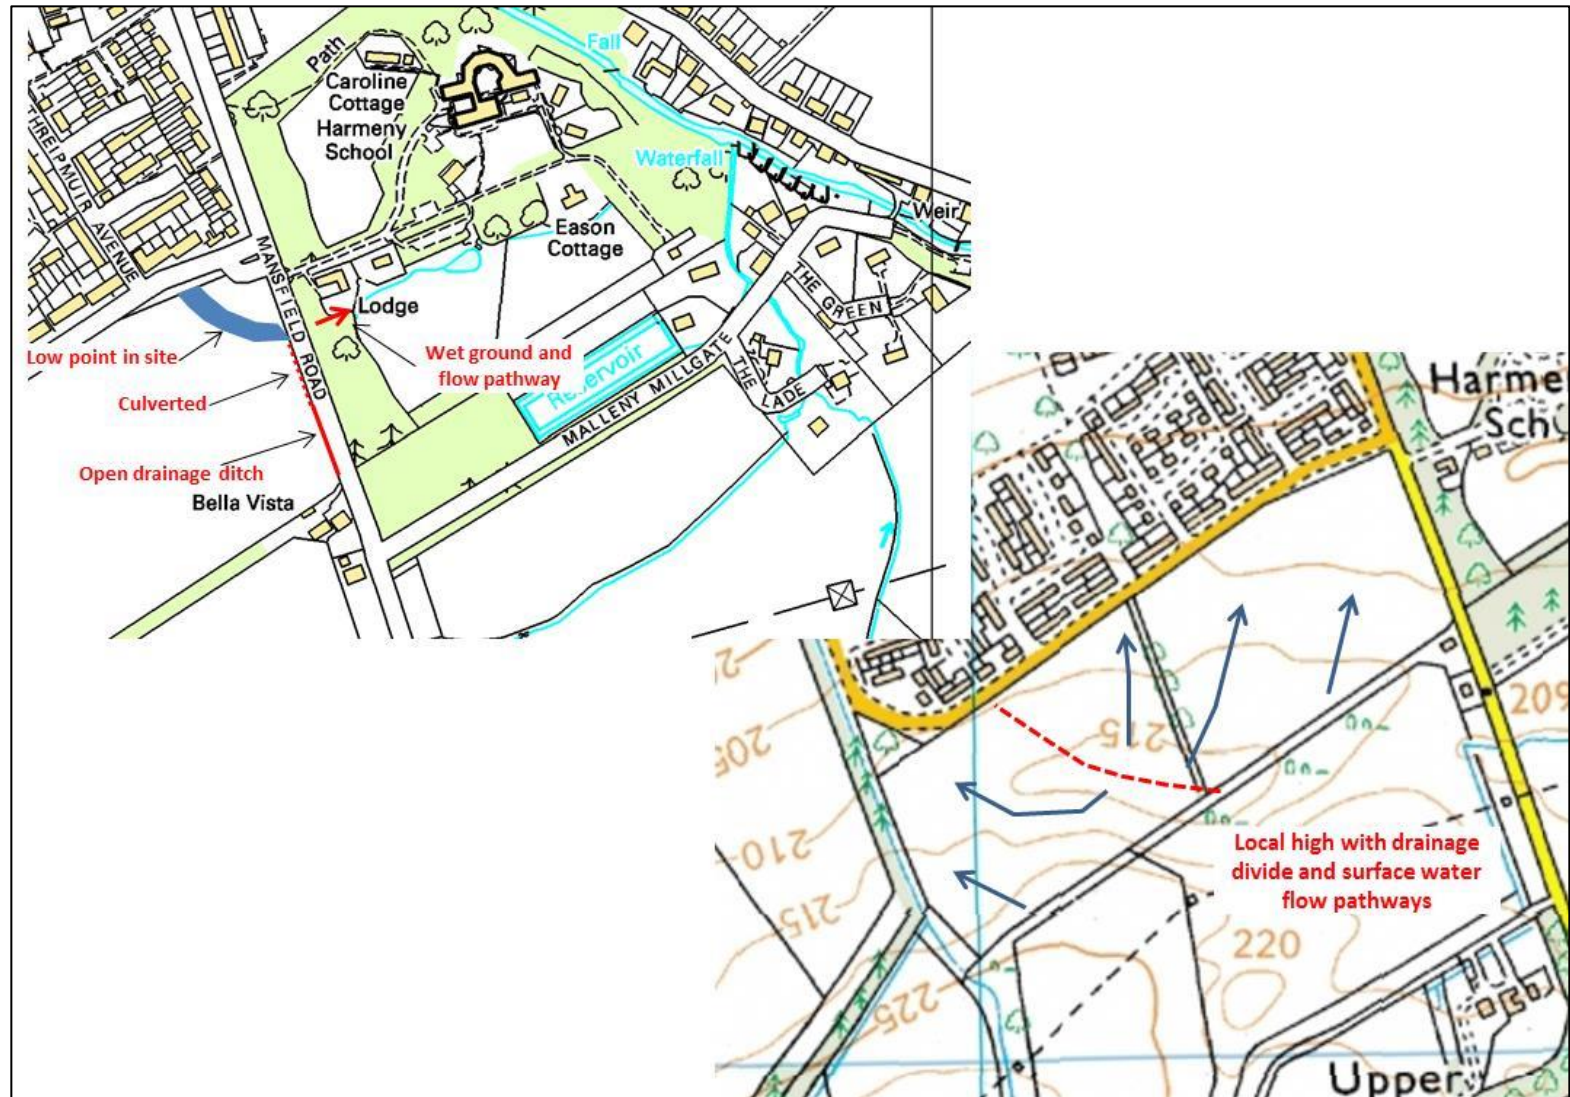 Fall
Path
Caroline
Cottage
Harmeny
School
Waterfall
THREIPMUIR
AVENUE
Weir
Eason
Cottage
MANSFIELD ROAD
THE GREEN
Lodge
Low point in site
Wet ground and
flow pathway
Reservoir
Culverted
MALLENY MILLGATE
THE
LADE
Open drainage ditch
Bella Vista
Harme
Sch
209
205
215
210
Local high with drainage
divide and surface water
flow pathways
215
220
225
Upper